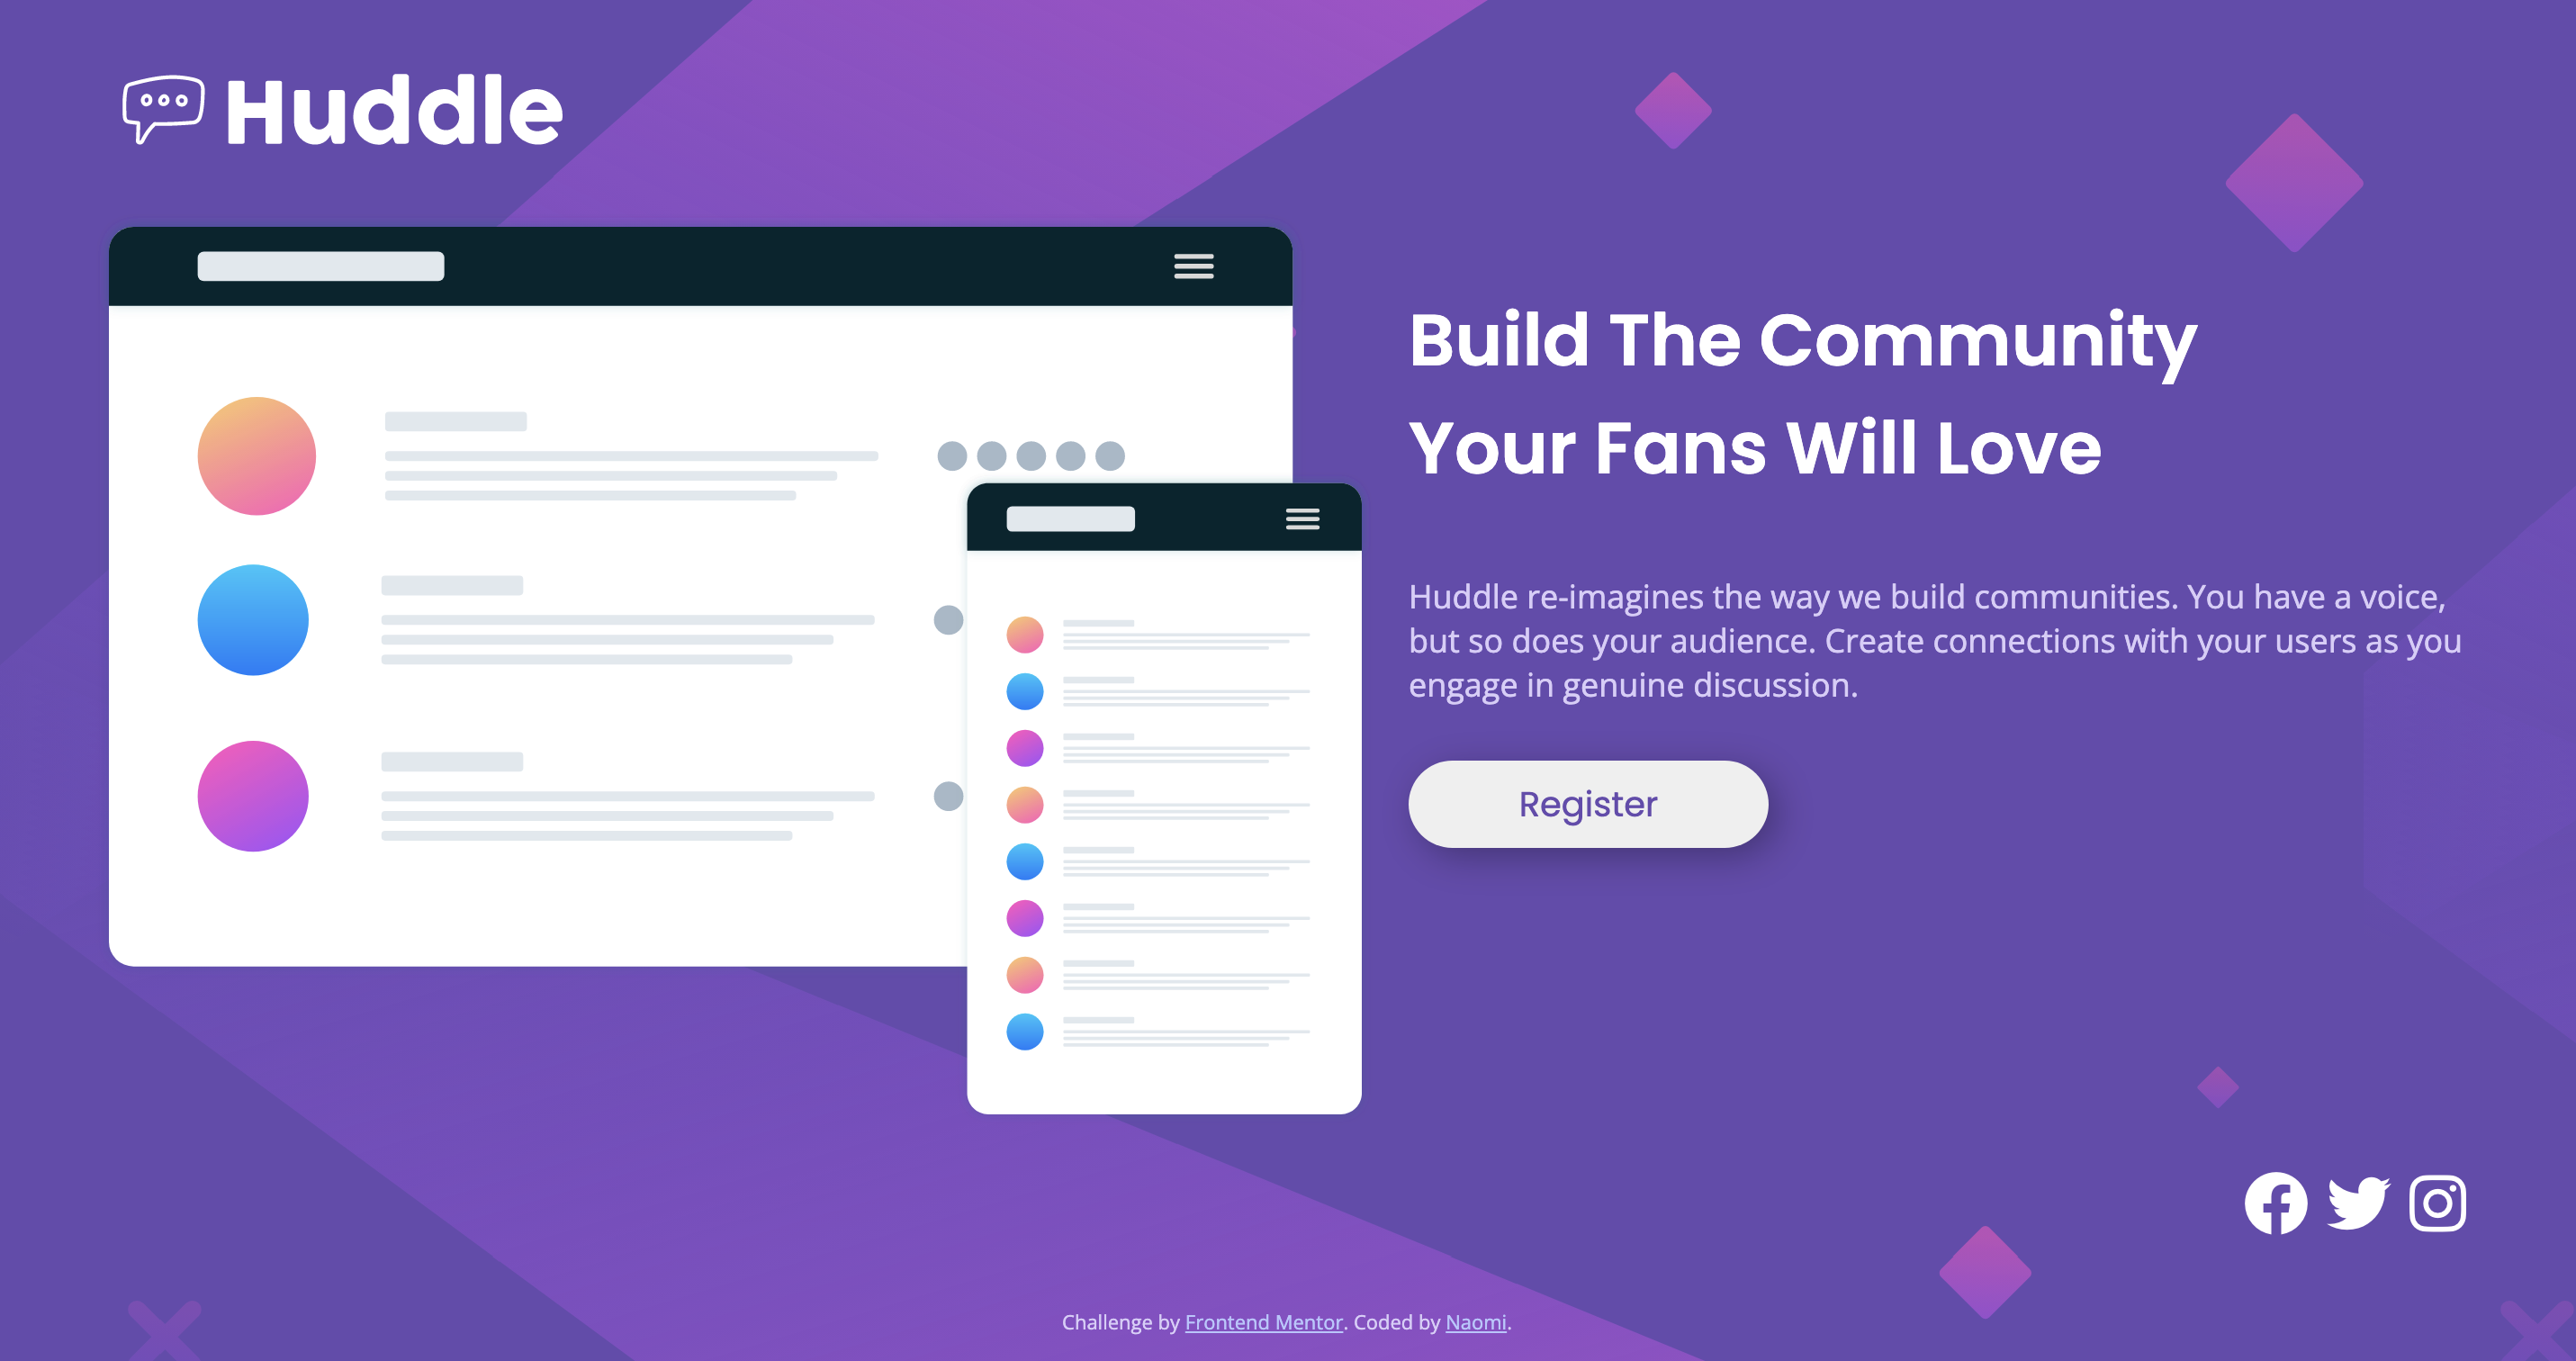 Huddle
Build The Community
Your Fans Will Love
Huddle re-imagines the way we build communities. You have a voice,
but so does your audience. Create connections with your users as you
engage in genuine discussion.
Register
Challenge by Frontend Mentor. Coded by Naomi.